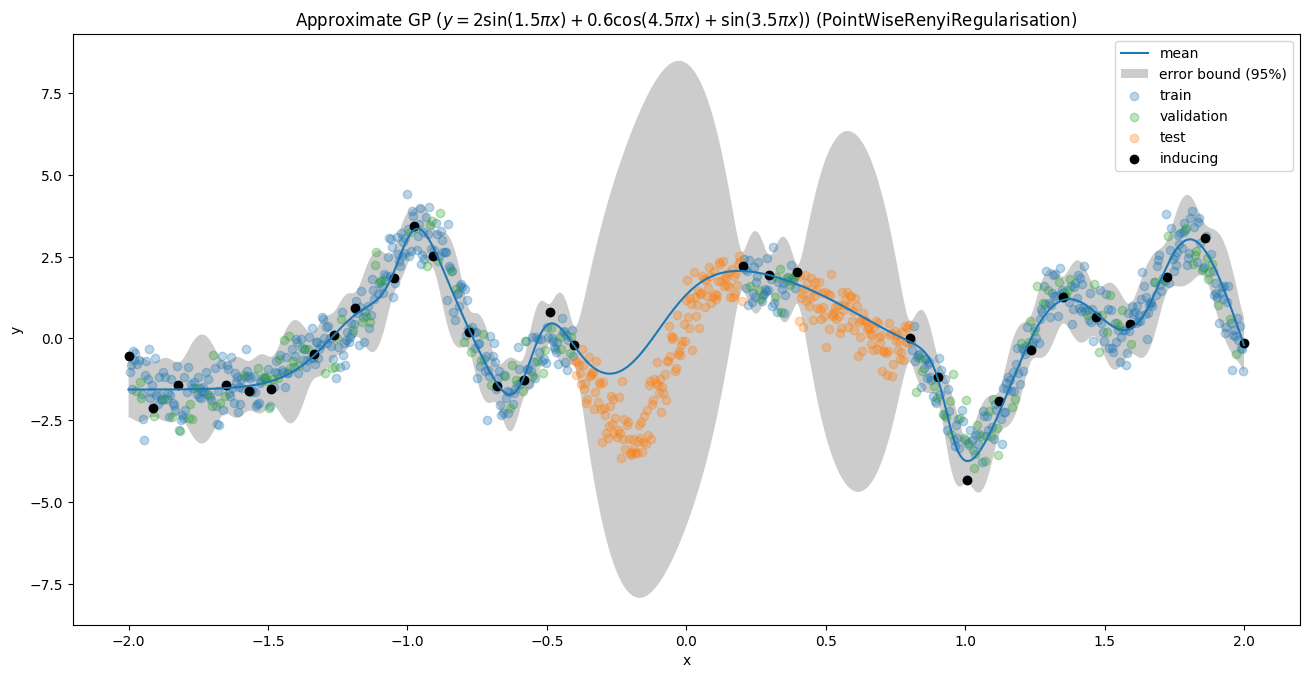 Approximate GP (y = 2sin(1.5πx) + 0.6cos(4.5πx) + sin(3.5πx)) (PointWiseRenyiRegularisation)
mean
error bound (95%)
train
validation
test
inducing
7.5
5.0
2.5
0.0
−2.5
−5.0
−7.5
y
−2.0 −1.5 −1.0 −0.5 0.0 0.5 1.0 1.5 2.0
x